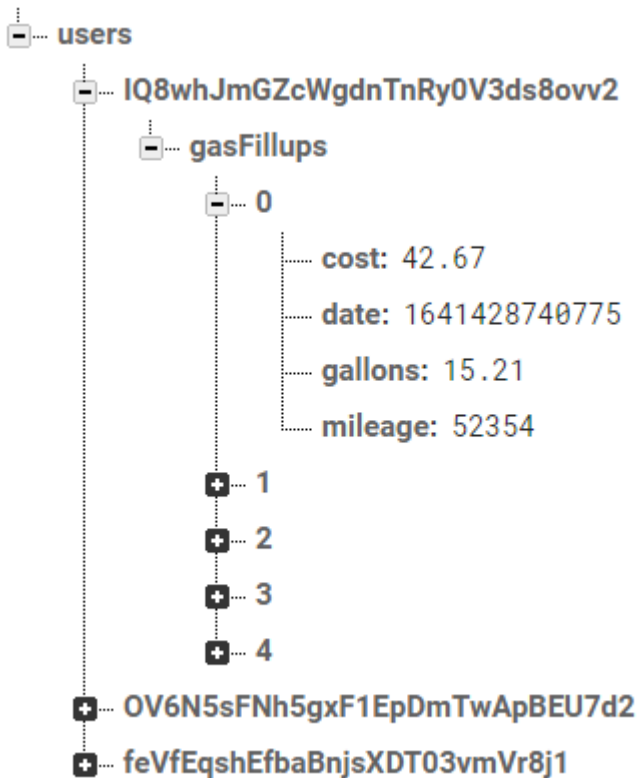 users
IQ8whJmGZcWgdnTnRy0V3ds8ovv2
gasFillups
0
cost: 42.67
date: 1641428740775
gallons: 15.21
mileage: 52354
1
2
3
4
OV6N5sFNh5gxF1EpDmTwApBEU7d2
feVfEqshEfbaBnjsXDT03vmVr8j1